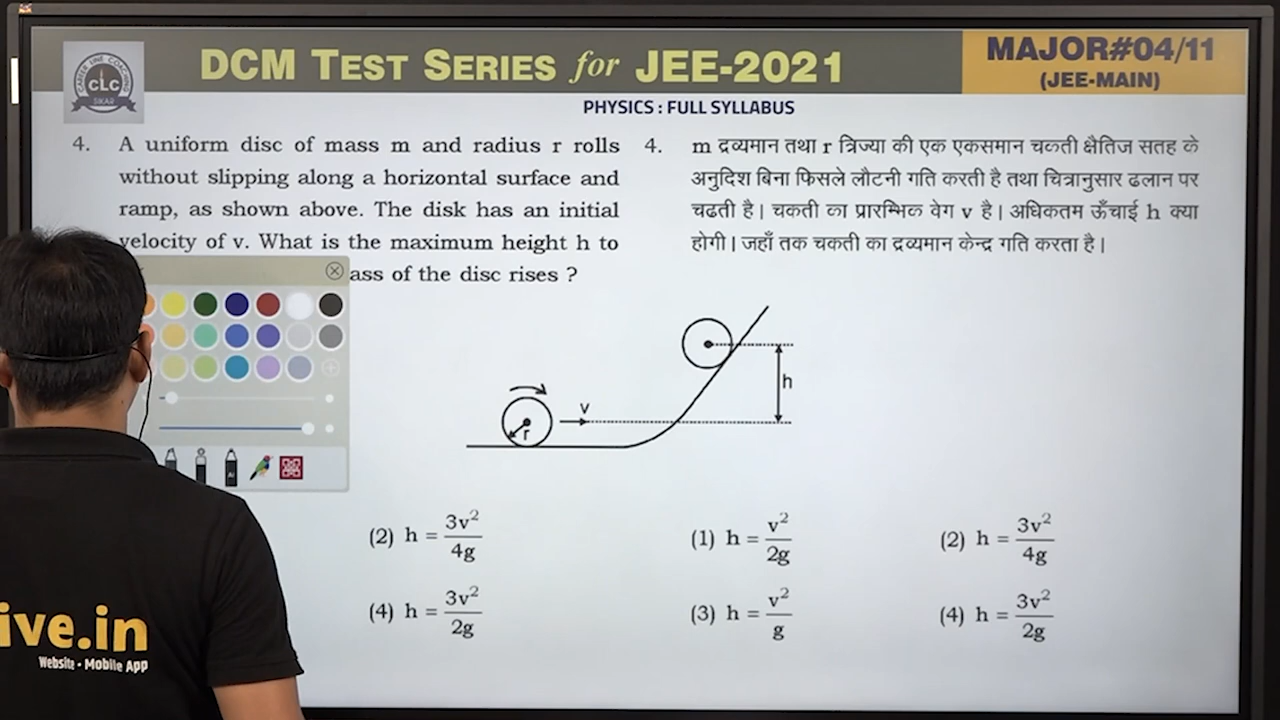 DCM TEST SERIES for JEE-2021
MAJOR#04/11
(JEE-MAIN)
CAREER LINE COACHING
CLC
SIKAR
PHYSICS : FULL SYLLABUS
4. A uniform disc of mass m and radius r rolls
without slipping along a horizontal surface and
ramp, as shown above. The disk has an initial
velocity of v. What is the maximum height h to
ass of the disc rises ?
4. m द्रव्यमान तथा r त्रिज्या की एक एकसमान चकती क्षैतिज सतह के
अनुदिश बिना फिसले लौटनी गति करती है तथा चित्रानुसार ढलान पर
चढती है। चकती का प्रारम्भिक वेग v है। अधिकतम ऊँचाई h क्या
होगी। जहाँ तक चकती का द्रव्यमान केन्द्र गति करता है।
h
v
r
(2) h = 3v²/4g
(1) h = v²/2g
(2) h = 3v²/4g
(4) h = 3v²/2g
(3) h = v²/g
(4) h = 3v²/2g
ive.in
Website • Mobile App